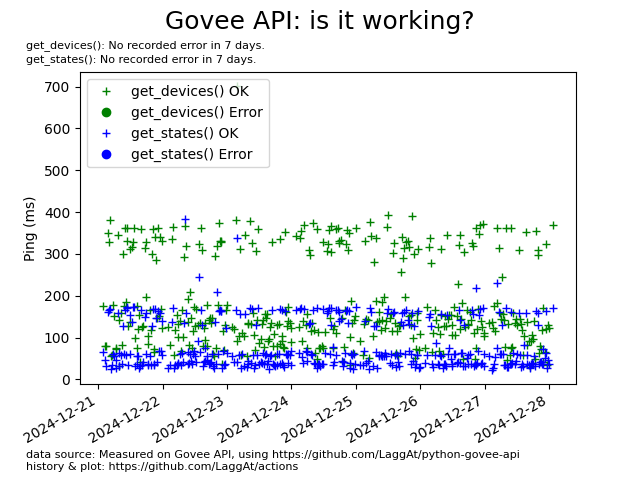 Govee API: is it working?
get_devices(): No recorded error in 7 days.
get_states(): No recorded error in 7 days.
get_devices() OK
get_devices() Error
get_states() OK
get_states() Error
Ping (ms)
700
600
500
400
300
200
100
0
2024-12-21
2024-12-22
2024-12-23
2024-12-24
2024-12-25
2024-12-26
2024-12-27
2024-12-28
data source: Measured on Govee API, using https://github.com/LaggAt/python-govee-api
history & plot: https://github.com/LaggAt/actions